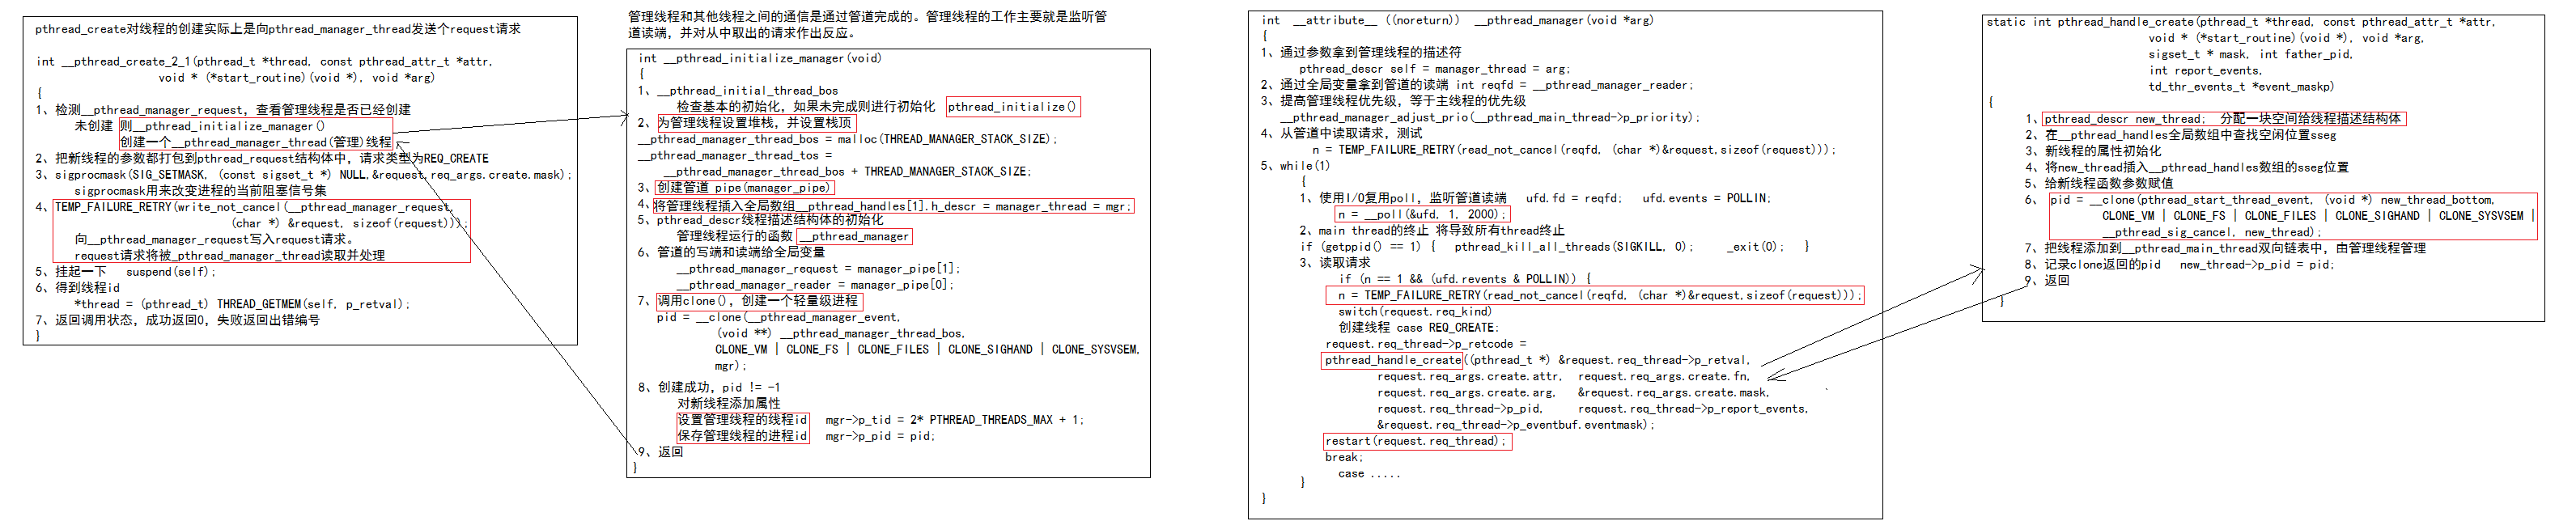 pthread_create对线程的创建实际上是向pthread_manager_thread发送个request请求
int __pthread_create_2_1(pthread_t *thread, const pthread_attr_t *attr,
void * (*start_routine)(void *), void *arg)
{
1、检测__pthread_manager_request，查看管理线程是否已经创建
未创建 则__pthread_initialize_manager()
创建一个__pthread_manager_thread(管理)线程
2、把新线程的参数都打包到pthread_request结构体中，请求类型为REQ_CREATE
3、sigprocmask(SIG_SETMASK, (const sigset_t *) NULL,&request.req_args.create.mask);
sigprocmask用来改变进程的当前阻塞信号集
4、TEMP_FAILURE_RETRY(write_not_cancel(__pthread_manager_request,
(char *) &request, sizeof(request)));
向__pthread_manager_request写入request请求。
request请求将被_pthread_manager_thread读取并处理
5、挂起一下 suspend(self);
6、得到线程id
*thread = (pthread_t) THREAD_GETMEM(self, p_retval);
7、返回调用状态，成功返回0，失败返回出错编号
}
管理线程和其他线程之间的通信是通过管道完成的。管理线程的工作主要就是监听管
道读端，并对从中取出的请求作出反应。
int __pthread_initialize_manager(void)
{
1、__pthread_initial_thread_bos
检查基本的初始化，如果未完成则进行初始化 pthread_initialize()
2、为管理线程设置堆栈，并设置栈顶
__pthread_manager_thread_bos = malloc(THREAD_MANAGER_STACK_SIZE);
__pthread_manager_thread_tos =
__pthread_manager_thread_bos + THREAD_MANAGER_STACK_SIZE;
3、创建管道 pipe(manager_pipe)
4、将管理线程插入全局数组__pthread_handles[1].h_descr = manager_thread = mgr;
5、pthread_descr线程描述结构体的初始化
管理线程运行的函数 __pthread_manager
6、管道的写端和读端给全局变量
__pthread_manager_request = manager_pipe[1];
__pthread_manager_reader = manager_pipe[0];
7、调用clone()，创建一个轻量级进程
pid = __clone(__pthread_manager_event,
(void **) __pthread_manager_thread_bos,
CLONE_VM | CLONE_FS | CLONE_FILES | CLONE_SIGHAND | CLONE_SYSVSEM,
mgr);
8、创建成功，pid != -1
对新线程添加属性
设置管理线程的线程id mgr->p_tid = 2* PTHREAD_THREADS_MAX + 1;
保存管理线程的进程id mgr->p_pid = pid;
9、返回
}
int __attribute__ ((noreturn)) __pthread_manager(void *arg)
{
1、通过参数拿到管理线程的描述符
pthread_descr self = manager_thread = arg;
2、通过全局变量拿到管道的读端 int reqfd = __pthread_manager_reader;
3、提高管理线程优先级，等于主线程的优先级
__pthread_manager_adjust_prio(__pthread_main_thread->p_priority);
4、从管道中读取请求，测试
n = TEMP_FAILURE_RETRY(read_not_cancel(reqfd, (char *)&request,sizeof(request)));
5、while(1)
{
1、使用I/O复用poll，监听管道读端 ufd.fd = reqfd; ufd.events = POLLIN;
n = __poll(&ufd, 1, 2000);
2、main thread的终止 将导致所有thread终止
if (getppid() == 1) { pthread_kill_all_threads(SIGKILL, 0); _exit(0); }
3、读取请求
if (n == 1 && (ufd.revents & POLLIN)) {
n = TEMP_FAILURE_RETRY(read_not_cancel(reqfd, (char *)&request,sizeof(request)));
switch(request.req_kind)
创建线程 case REQ_CREATE:
request.req_thread->p_retcode =
pthread_handle_create((pthread_t *) &request.req_thread->p_retval,
request.req_args.create.attr, request.req_args.create.fn,
request.req_args.create.arg, &request.req_args.create.mask,
request.req_thread->p_pid, request.req_thread->p_report_events,
&request.req_thread->p_eventbuf.eventmask);
restart(request.req_thread);
break;
case .....
}
}
static int pthread_handle_create(pthread_t *thread, const pthread_attr_t *attr,
void * (*start_routine)(void *), void *arg,
sigset_t * mask, int father_pid,
int report_events,
td_thr_events_t *event_maskp)
{
1、pthread_descr new_thread; 分配一块空间给线程描述结构体
2、在__pthread_handles全局数组中查找空闲位置sseg
3、新线程的属性初始化
4、将new_thread插入__pthread_handles数组的sseg位置
5、给新线程函数参数赋值
6、 pid = __clone(pthread_start_thread_event, (void *) new_thread_bottom,
CLONE_VM | CLONE_FS | CLONE_FILES | CLONE_SIGHAND | CLONE_SYSVSEM |
__pthread_sig_cancel, new_thread);
7、把线程添加到__pthread_main_thread双向链表中，由管理线程管理
8、记录clone返回的pid new_thread->p_pid = pid;
9、返回
}